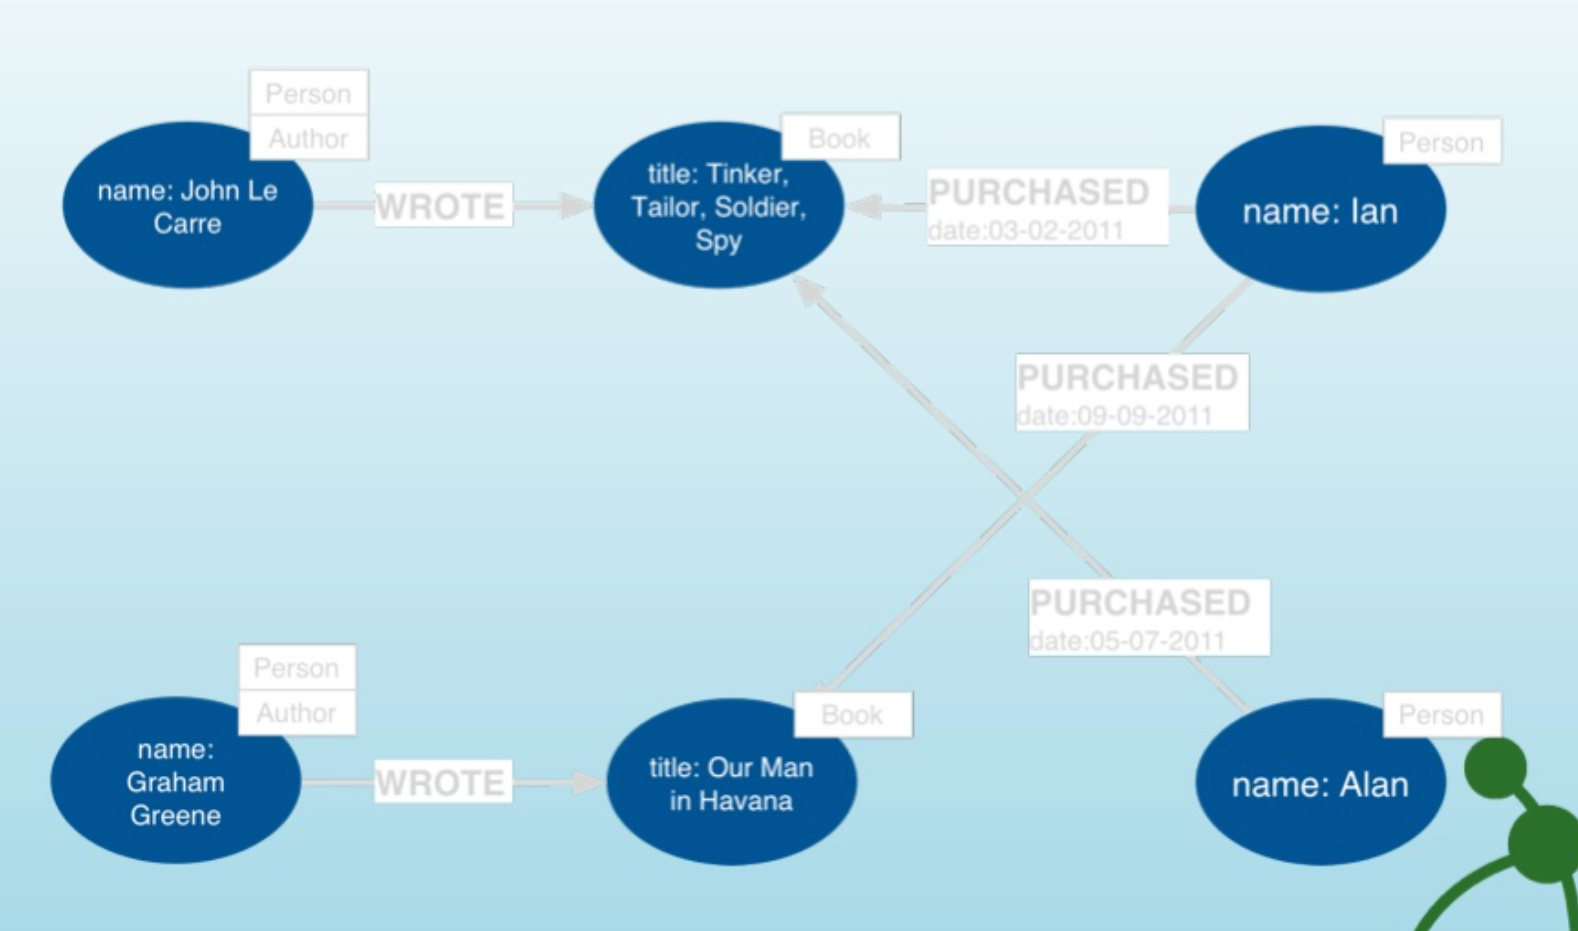 Person
Author
name: John Le
Carre
WROTE
Book
title: Tinker,
Tailor, Soldier,
Spy
PURCHASED
date:03-02-2011
Person
name: Ian
PURCHASED
date:09-09-2011
PURCHASED
date:05-07-2011
Person
Author
name:
Graham
Greene
WROTE
Book
title: Our Man
in Havana
Person
name: Alan